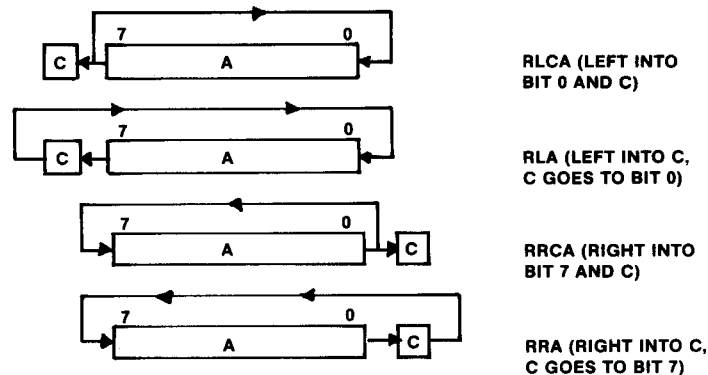 7 0
C A
RLCA (LEFT INTO
BIT 0 AND C)
7 0
C A
RLA (LEFT INTO C,
C GOES TO BIT 0)
7 0
A C
RRCA (RIGHT INTO
BIT 7 AND C)
7 0
A C
RRA (RIGHT INTO C,
C GOES TO BIT 7)